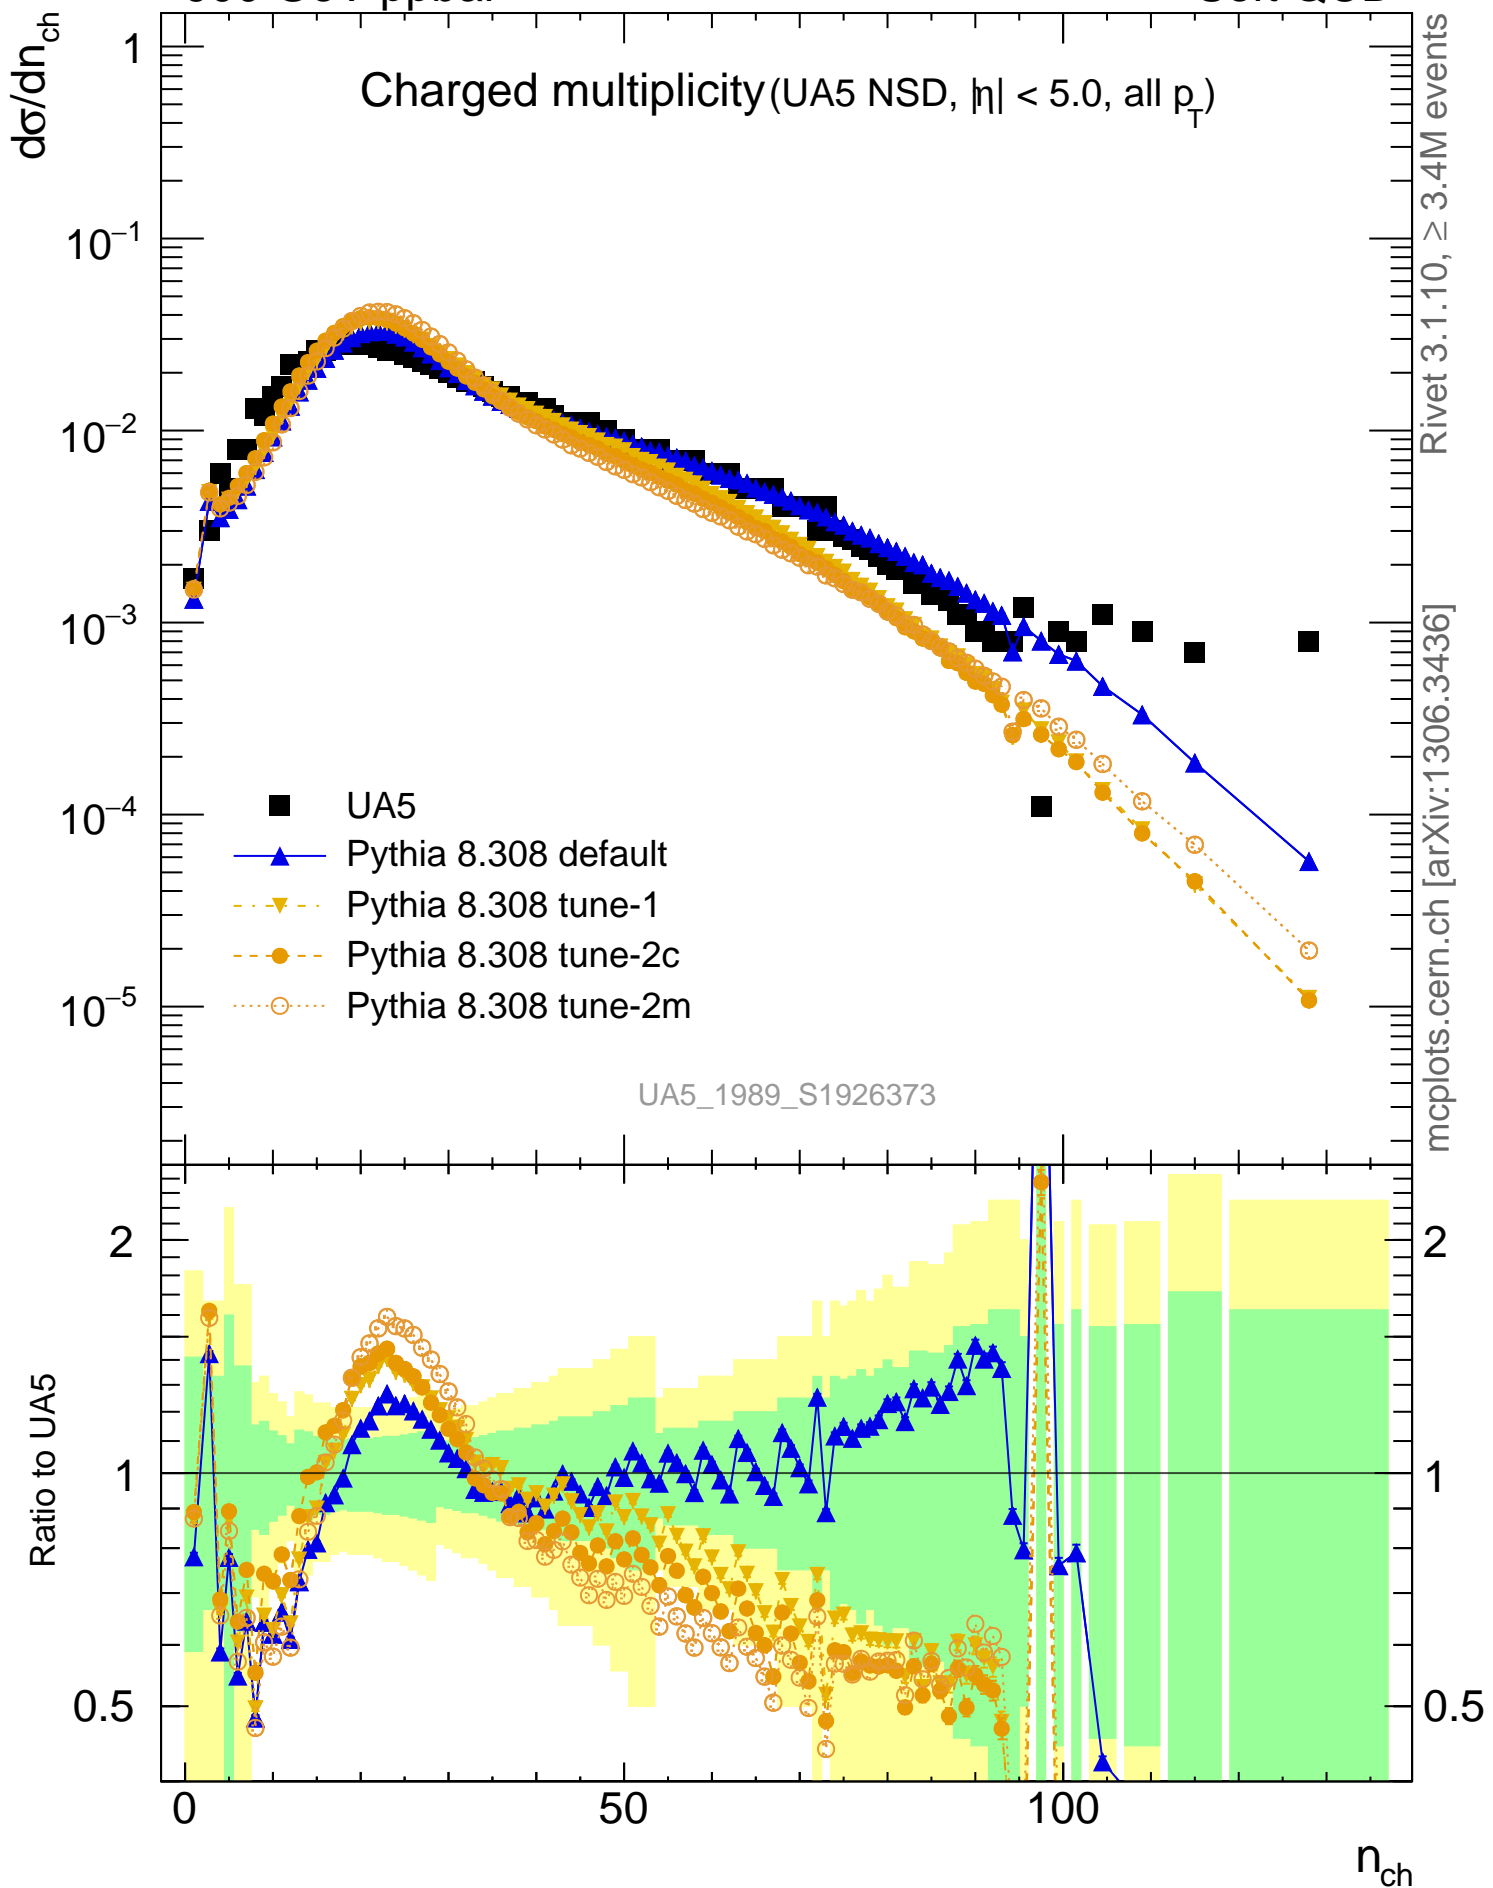 dσ/dn_ch
Charged multiplicity (UA5 NSD, |η| < 5.0, all p_T)
1
10⁻¹
10⁻²
10⁻³
10⁻⁴
10⁻⁵
UA5
Pythia 8.308 default
Pythia 8.308 tune-1
Pythia 8.308 tune-2c
Pythia 8.308 tune-2m
UA5_1989_S1926373
Rivet 3.1.10, ≥ 3.4M events
mcplots.cern.ch [arXiv:1306.3436]
Ratio to UA5
2
1
0.5
2
1
0.5
0 50 100
n_ch